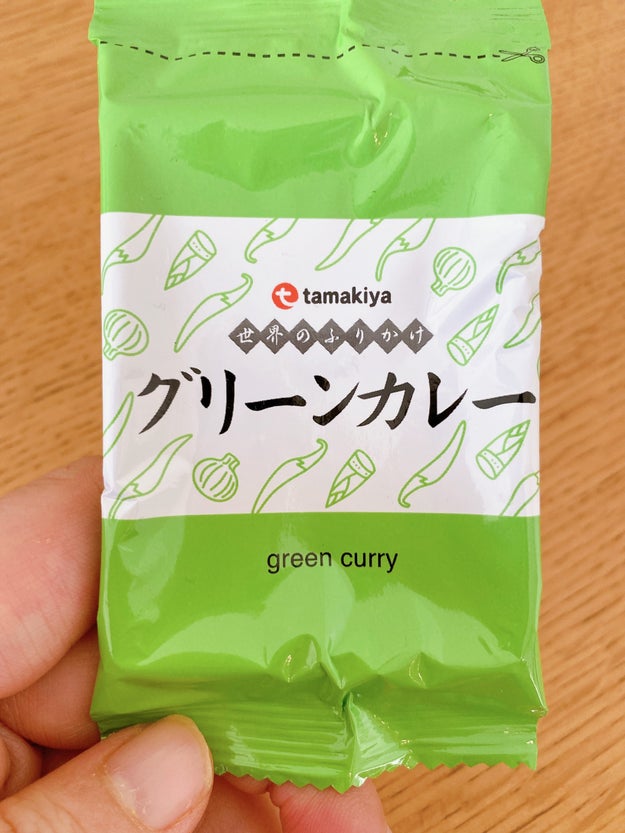 tamakiya
世界のふりかけ
グリーンカレー
green curry